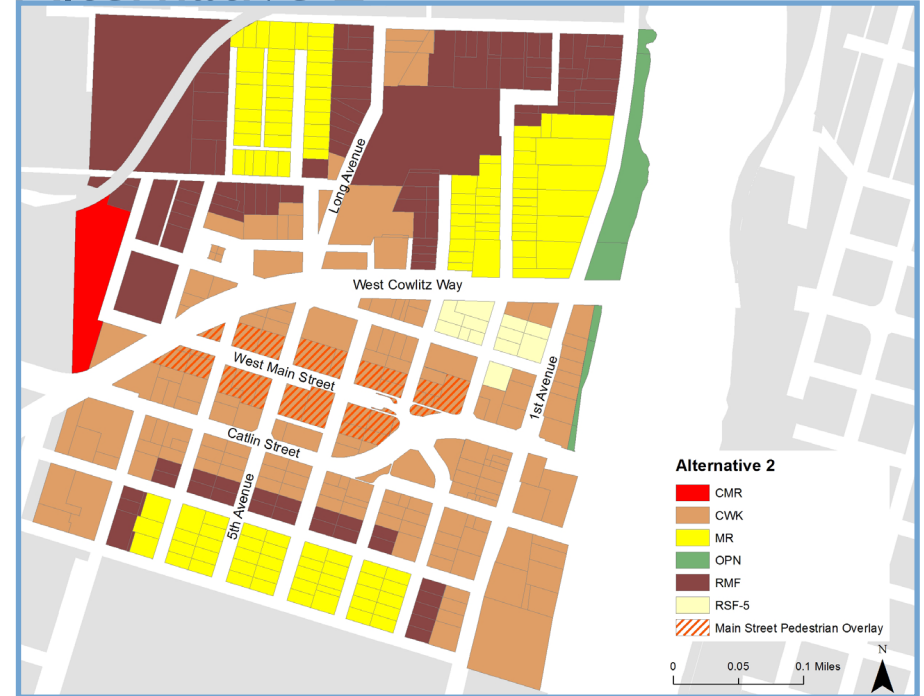 Long Avenue
West Cowlitz Way
West Main Street
1st Avenue
Catlin Street
5th Avenue
Alternative 2
CMR
CWK
MR
OPN
RMF
RSF-5
Main Street Pedestrian Overlay
N
0 0.05 0.1 Miles